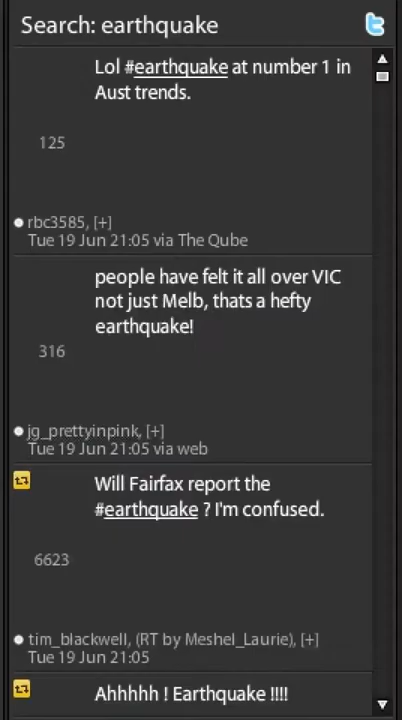 Search: earthquake
Lol #earthquake at number 1 in
Aust trends.
125
rbc3585, [+]
Tue 19 Jun 21:05 via The Qube
people have felt it all over VIC
not just Melb, thats a hefty
earthquake!
316
jg_prettyinpink, [+]
Tue 19 Jun 21:05 via web
Will Fairfax report the
#earthquake ? I'm confused.
6623
tim_blackwell, (RT by Meshel_Laurie), [+]
Tue 19 Jun 21:05
Ahhhhh ! Earthquake !!!!